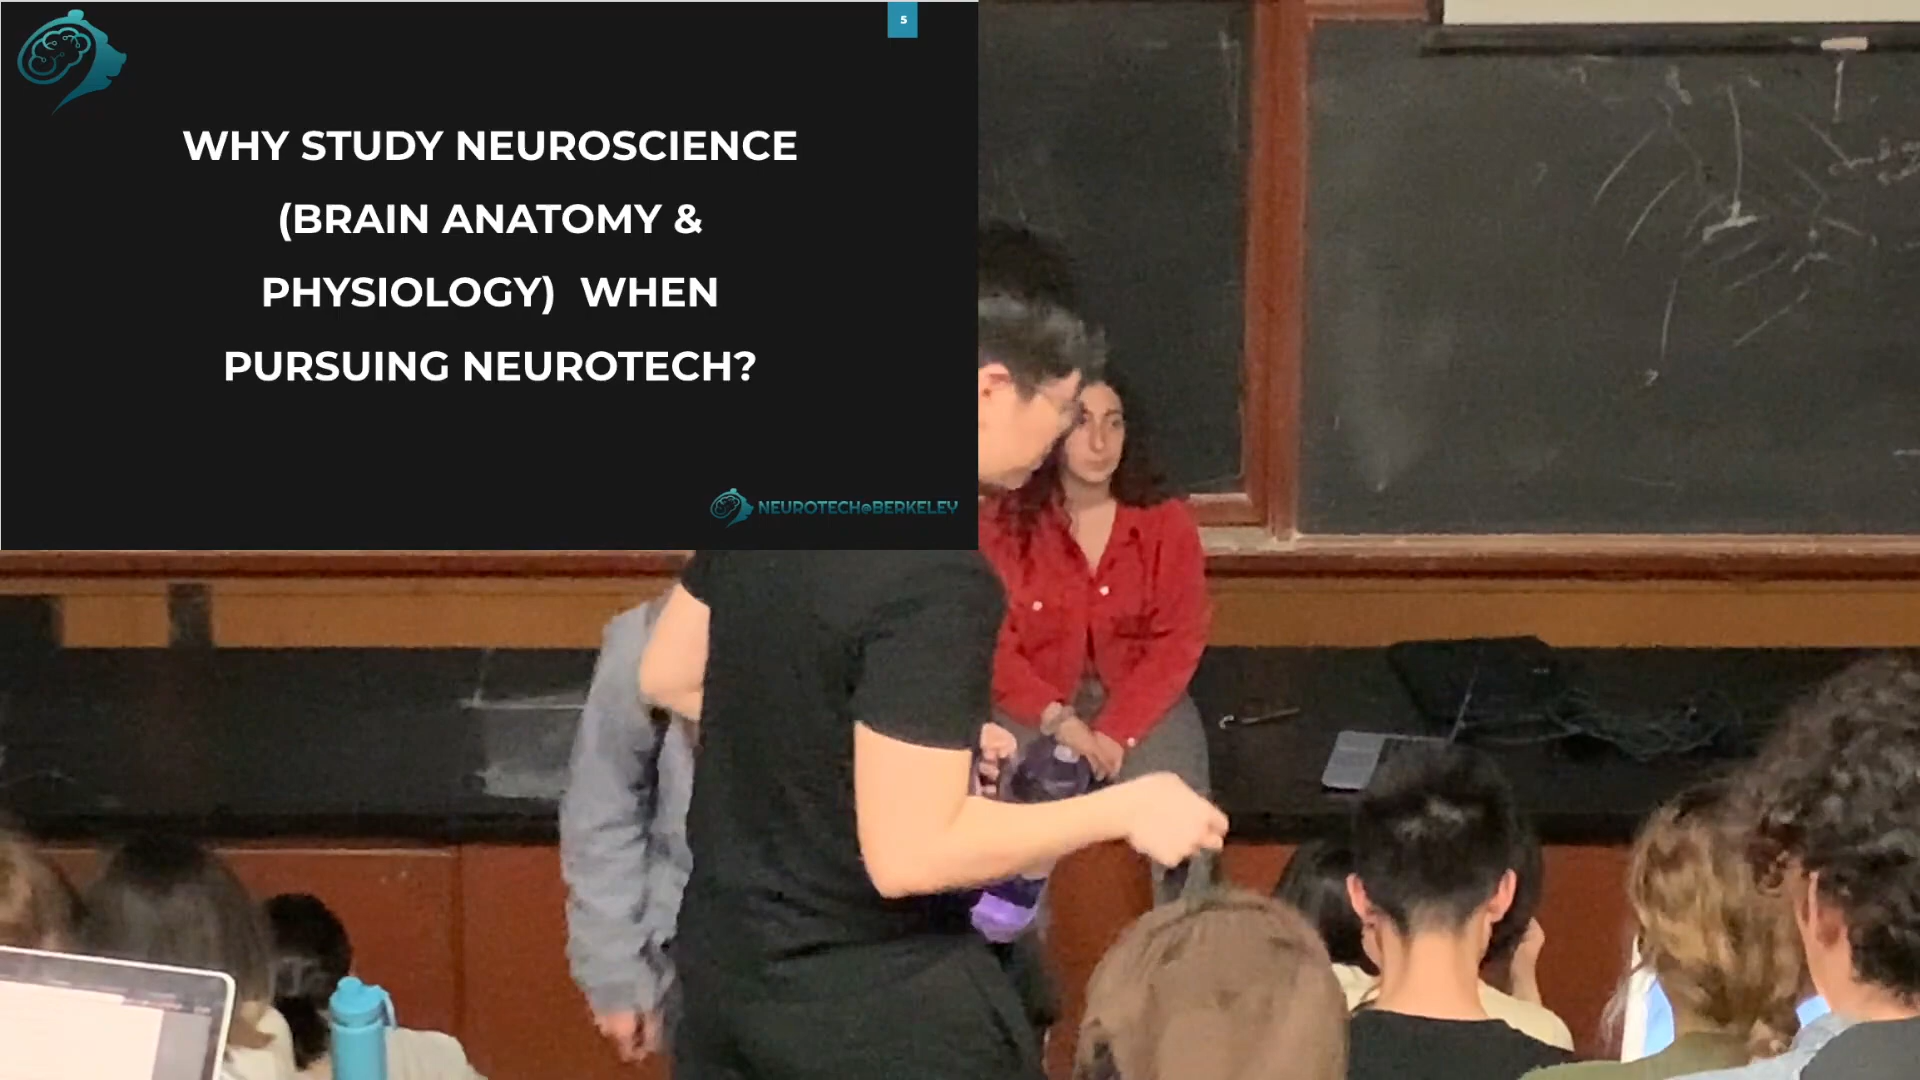 5
WHY STUDY NEUROSCIENCE
(BRAIN ANATOMY &
PHYSIOLOGY) WHEN
PURSUING NEUROTECH?
NEUROTECH@BERKELEY